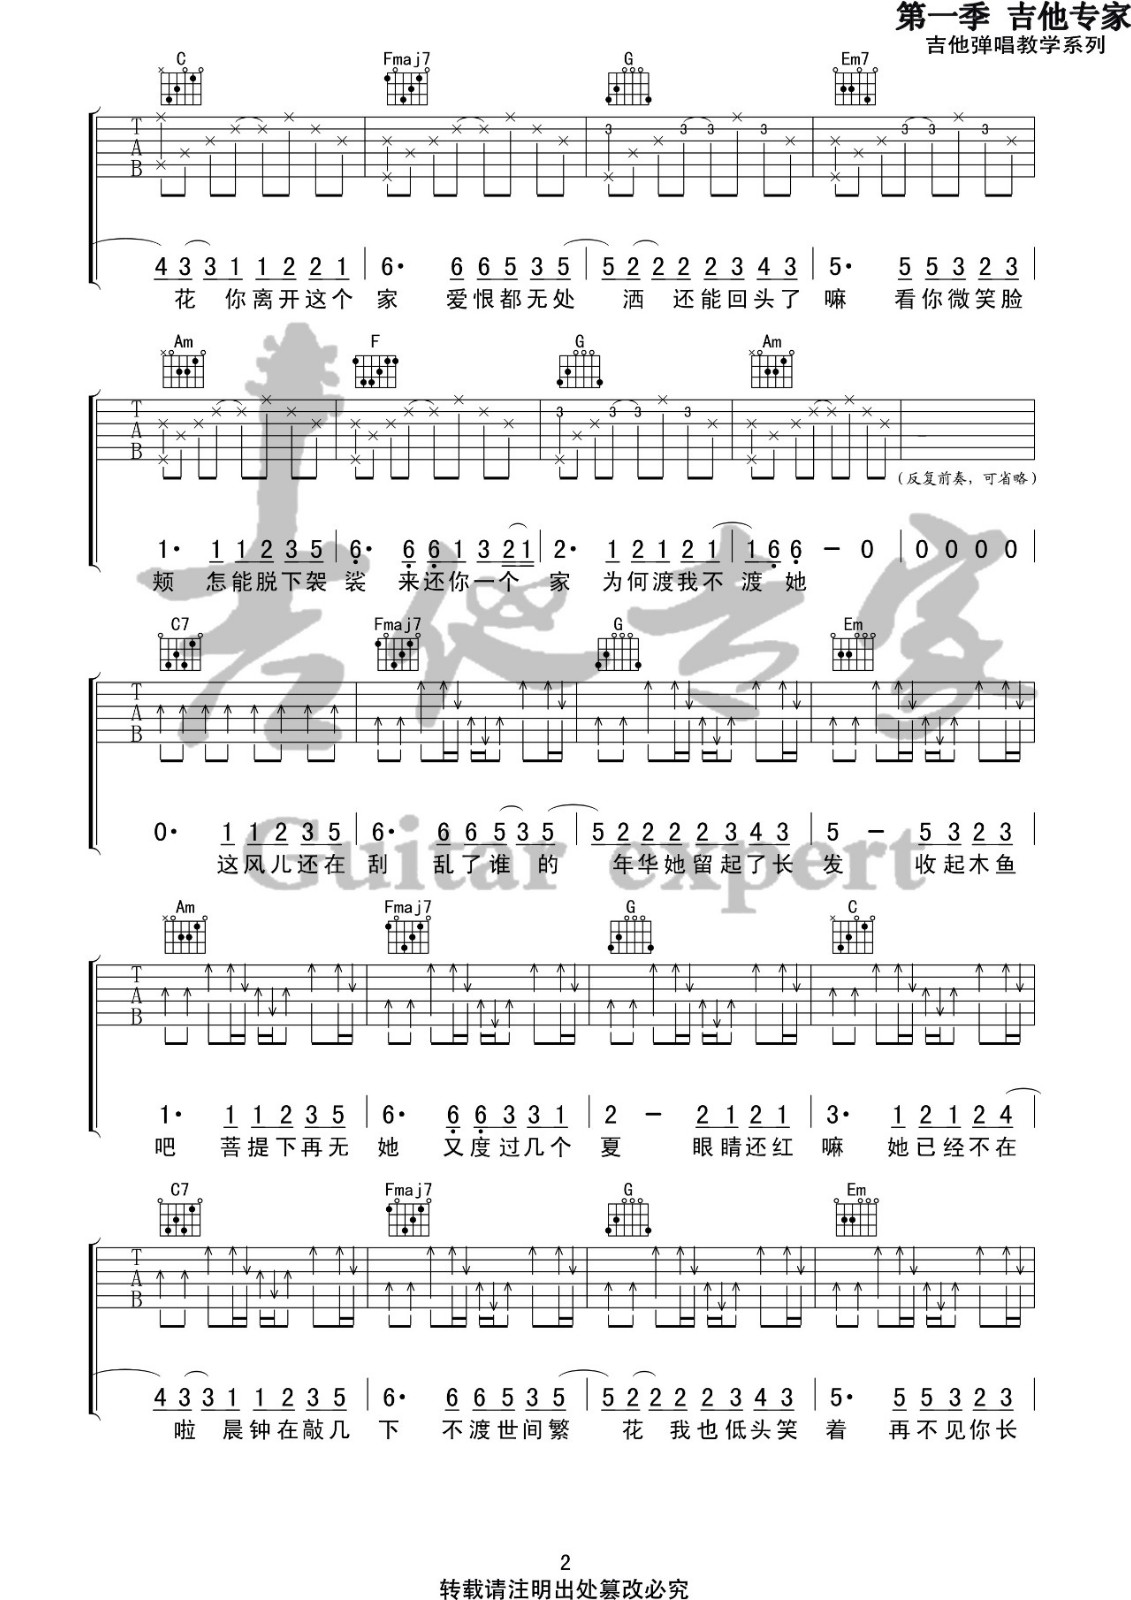 第一季 吉他专家
吉他弹唱教学系列
C Fmaj7 G Em7
T 3 3 3 3 3 3 3
A
B
4 3 3 1 1 2 2 1 6· 6 6 5 3 5 5 2 2 2 2 3 4 3 5· 5 5 3 2 3
花 你离开这个 家 爱恨都无处 洒 还能回头了 嘛 看你微笑脸
Am F G Am
T 3 3 3 3
A
B
(反复前奏，可省略)
1· 1 1 2 3 5 6· 6 6 1 3 2 1 2· 1 2 1 2 1 1 6 6 - 0 0 0 0 0
颊 怎能脱下袈 裟 来还你一个 家 为何渡我不 渡 她
C7 Fmaj7 G Em
T
A
B
0· 1 1 2 3 5 6· 6 6 5 3 5 5 2 2 2 2 3 4 3 5 - 5 3 2 3
这风儿还在 刮 乱了谁的 年华她留起了长 发 收起木鱼
吉他专家
Guitar expert
Am Fmaj7 G C
T
A
B
1· 1 1 2 3 5 6· 6 6 3 3 1 2 - 2 1 2 1 3· 1 2 1 2 4
吧 菩提下再无 她 又度过几个 夏 眼睛还红 嘛 她已经不在
C7 Fmaj7 G Em
T
A
B
4 3 3 1 1 2 3 5 6· 6 6 5 3 5 5 2 2 2 2 3 4 3 5· 5 5 3 2 3
啦 晨钟在敲几 下 不渡世间繁 花 我也低头笑 着 再不见你长
2
转载请注明出处篡改必究